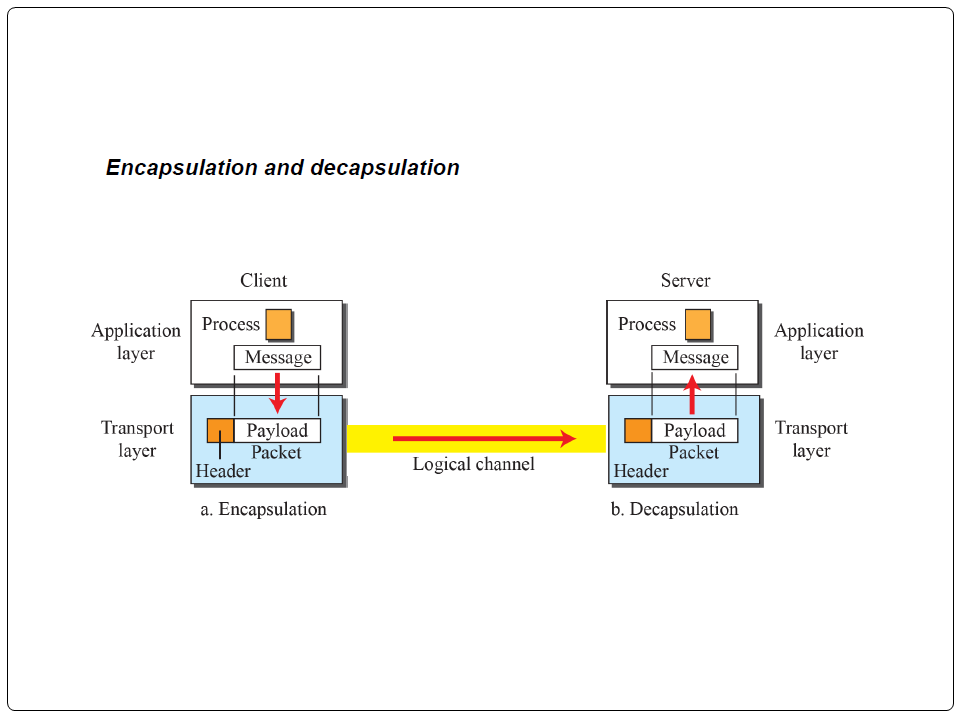 Encapsulation and decapsulation
Client
Server
Application
layer
Process
Message
Process
Message
Application
layer
Transport
layer
Payload
Packet
Header
Logical channel
Payload
Packet
Header
Transport
layer
a. Encapsulation
b. Decapsulation